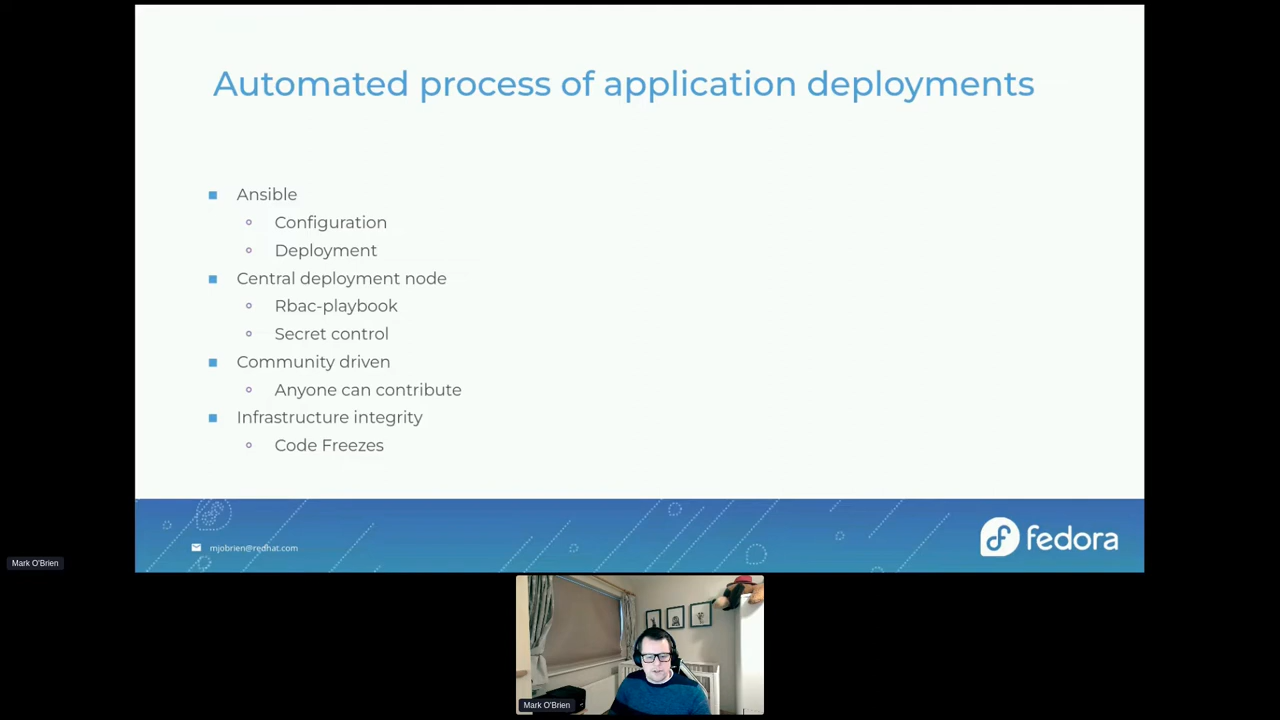 Automated process of application deployments
Ansible
Configuration
Deployment
Central deployment node
Rbac-playbook
Secret control
Community driven
Anyone can contribute
Infrastructure integrity
Code Freezes
mjobrien@redhat.com
fedora
Mark O'Brien
Mark O'Brien